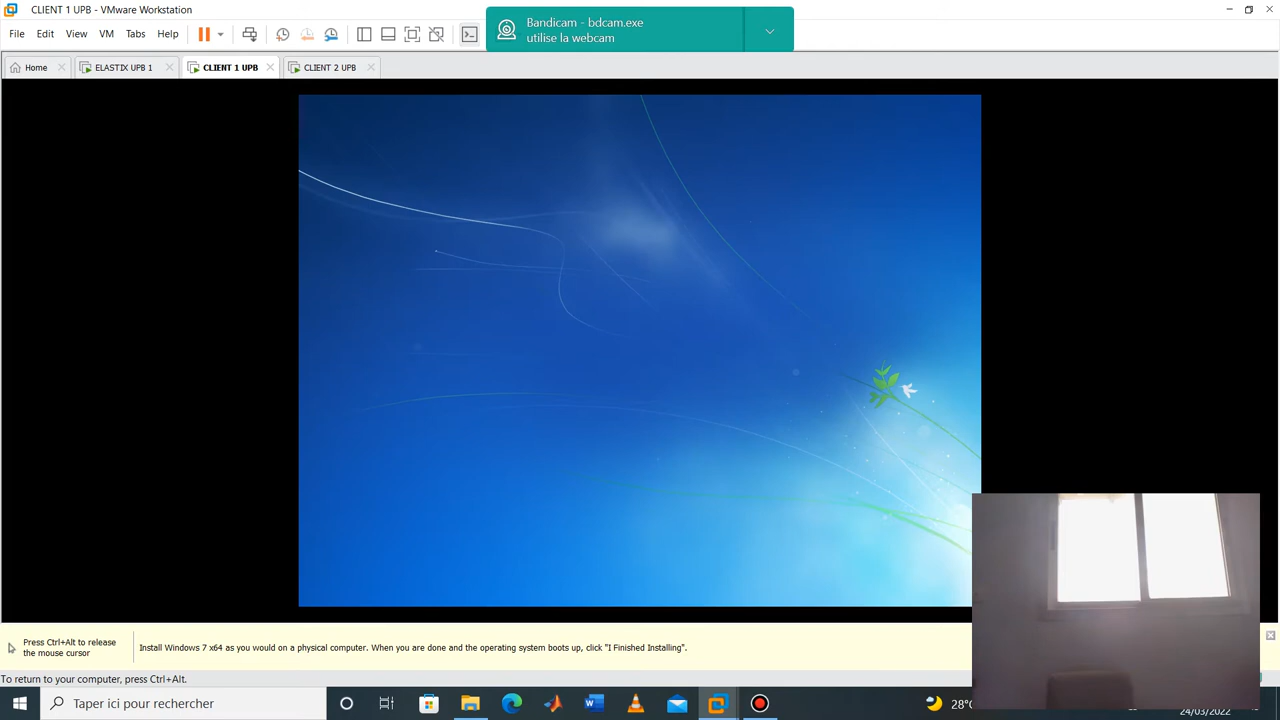 CLIENT 1 UPB - VMware Workstation
File Edit View VM Tabs Help
Bandicam - bdcam.exe
utilise la webcam
Home ELASTIX UPB 1 CLIENT 1 UPB CLIENT 2 UPB
Press Ctrl+Alt to release
the mouse cursor
Install Windows 7 x64 as you would on a physical computer. When you are done and the operating system boots up, click "I Finished Installing".
To return to your computer, press Ctrl+Alt.
Taper ici pour rechercher
28°
24/03/2022